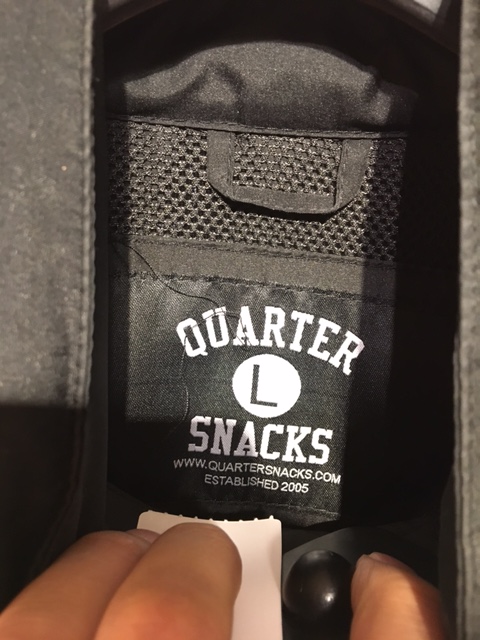 QUARTER
L
SNACKS
WWW.QUARTERSNACKS.COM
ESTABLISHED 2005